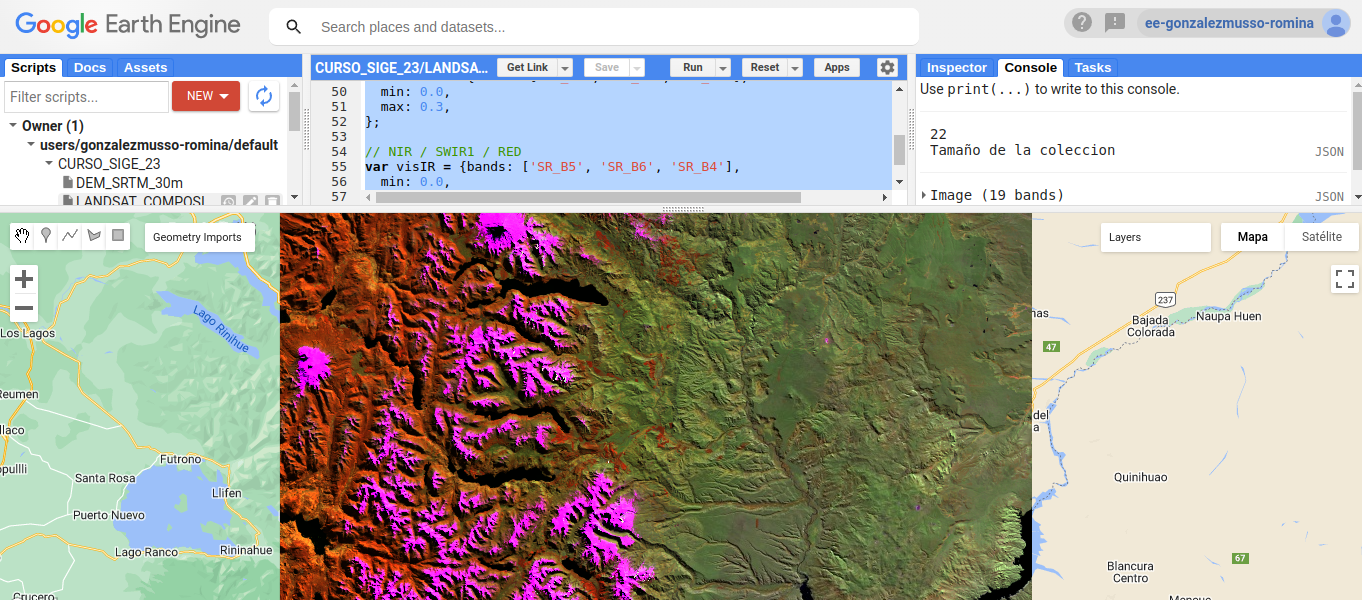 Google Earth Engine
Search places and datasets...
ee-gonzalezmusso-romina
Scripts
Docs
Assets
Filter scripts...
NEW
Owner (1)
users/gonzalezmusso-romina/default
CURSO_SIGE_23
DEM_SRTM_30m
LANDSAT_COMPOSI
CURSO_SIGE_23/LANDSA...
Get Link
Save
Run
Reset
Apps
50 min: 0.0,
51 max: 0.3,
52 };
53
54 // NIR / SWIR1 / RED
55 var visIR = {bands: ['SR_B5', 'SR_B6', 'SR_B4'],
56 min: 0.0,
57
Inspector
Console
Tasks
Use print(...) to write to this console.
22
Tamaño de la coleccion
JSON
Image (19 bands)
JSON
Geometry Imports
Layers
Mapa
Satélite
Lago Rinihue
Los Lagos
Reumen
llaco
opullli
Futrono
Santa Rosa
Llifen
Puerto Nuevo
Lago Ranco
Rininahue
Crucero
237
ñas
Bajada
Colorada
Naupa Huen
47
del
a
Quinihuao
67
Blancura
Centro